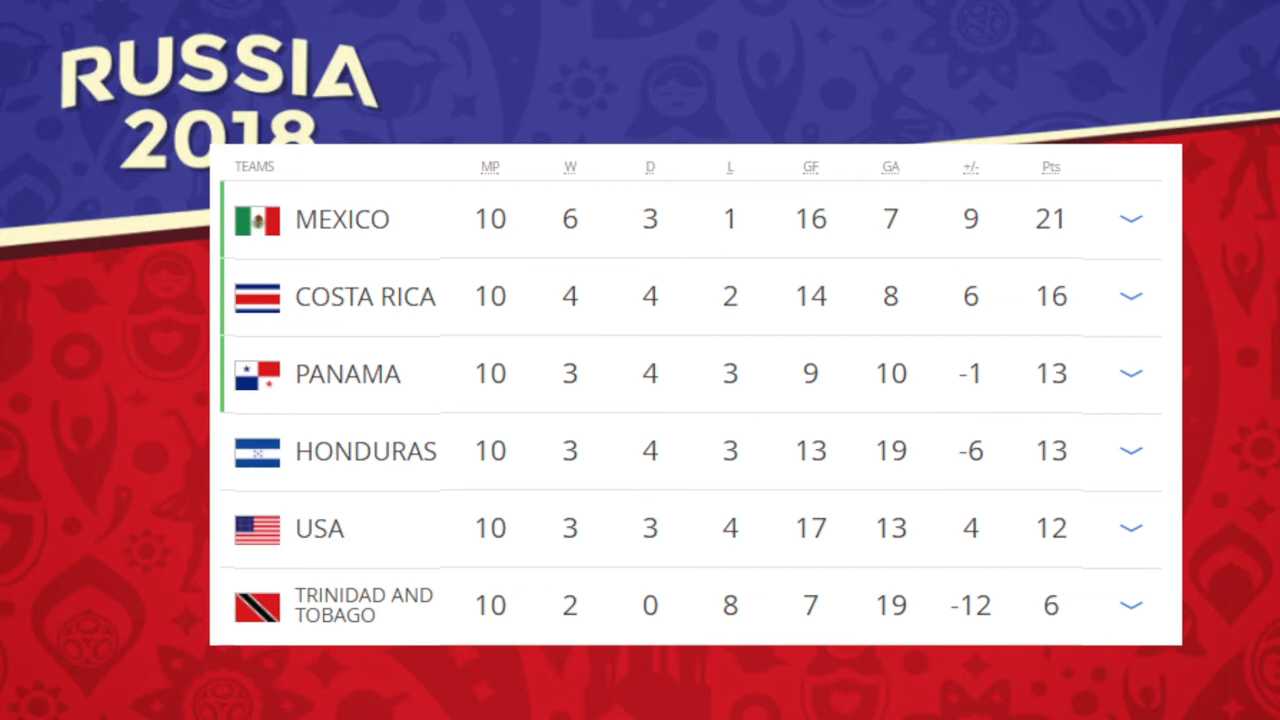 RUSSIA
2018
TEAMS MP W D L GF GA +/- Pts
MEXICO 10 6 3 1 16 7 9 21
COSTA RICA 10 4 4 2 14 8 6 16
PANAMA 10 3 4 3 9 10 -1 13
HONDURAS 10 3 4 3 13 19 -6 13
USA 10 3 3 4 17 13 4 12
TRINIDAD AND
TOBAGO 10 2 0 8 7 19 -12 6